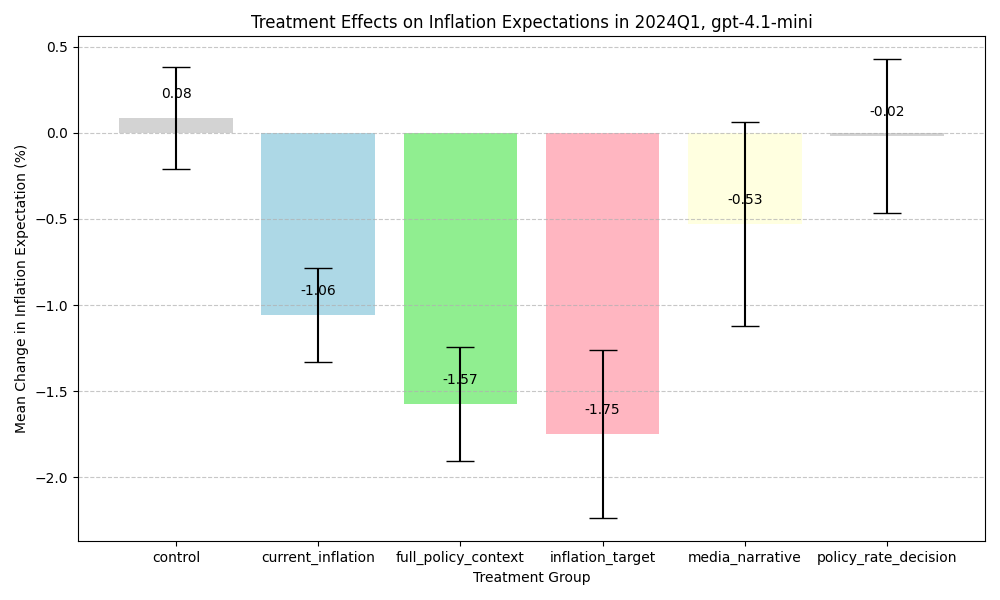 Treatment Effects on Inflation Expectations in 2024Q1, gpt-4.1-mini
Mean Change in Inflation Expectation (%)
0.5
0.0
−0.5
−1.0
−1.5
−2.0
0.08
-1.06
-1.57
-1.75
-0.53
-0.02
control
current_inflation
full_policy_context
inflation_target
media_narrative
policy_rate_decision
Treatment Group